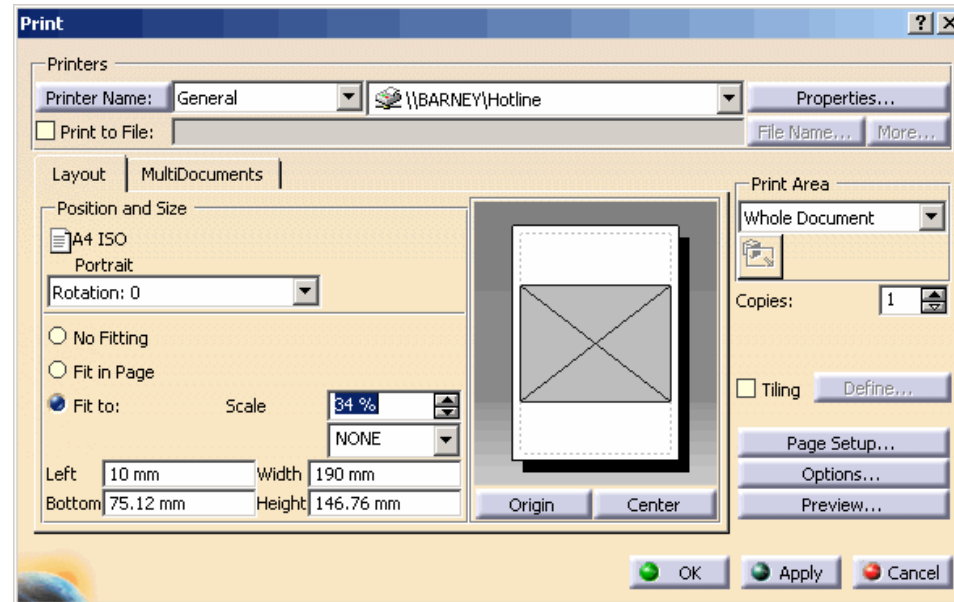 Print
Printers
Printer Name: General \\BARNEY\Hotline Properties...
Print to File: File Name... More...
Layout MultiDocuments
Print Area
Position and Size
Whole Document
A4 ISO
Portrait
Rotation: 0
Copies: 1
No Fitting
Fit in Page
Fit to: Scale 34 %
Tiling Define...
NONE
Page Setup...
Left 10 mm Width 190 mm
Options...
Bottom 75.12 mm Height 146.76 mm
Origin Center
Preview...
OK Apply Cancel